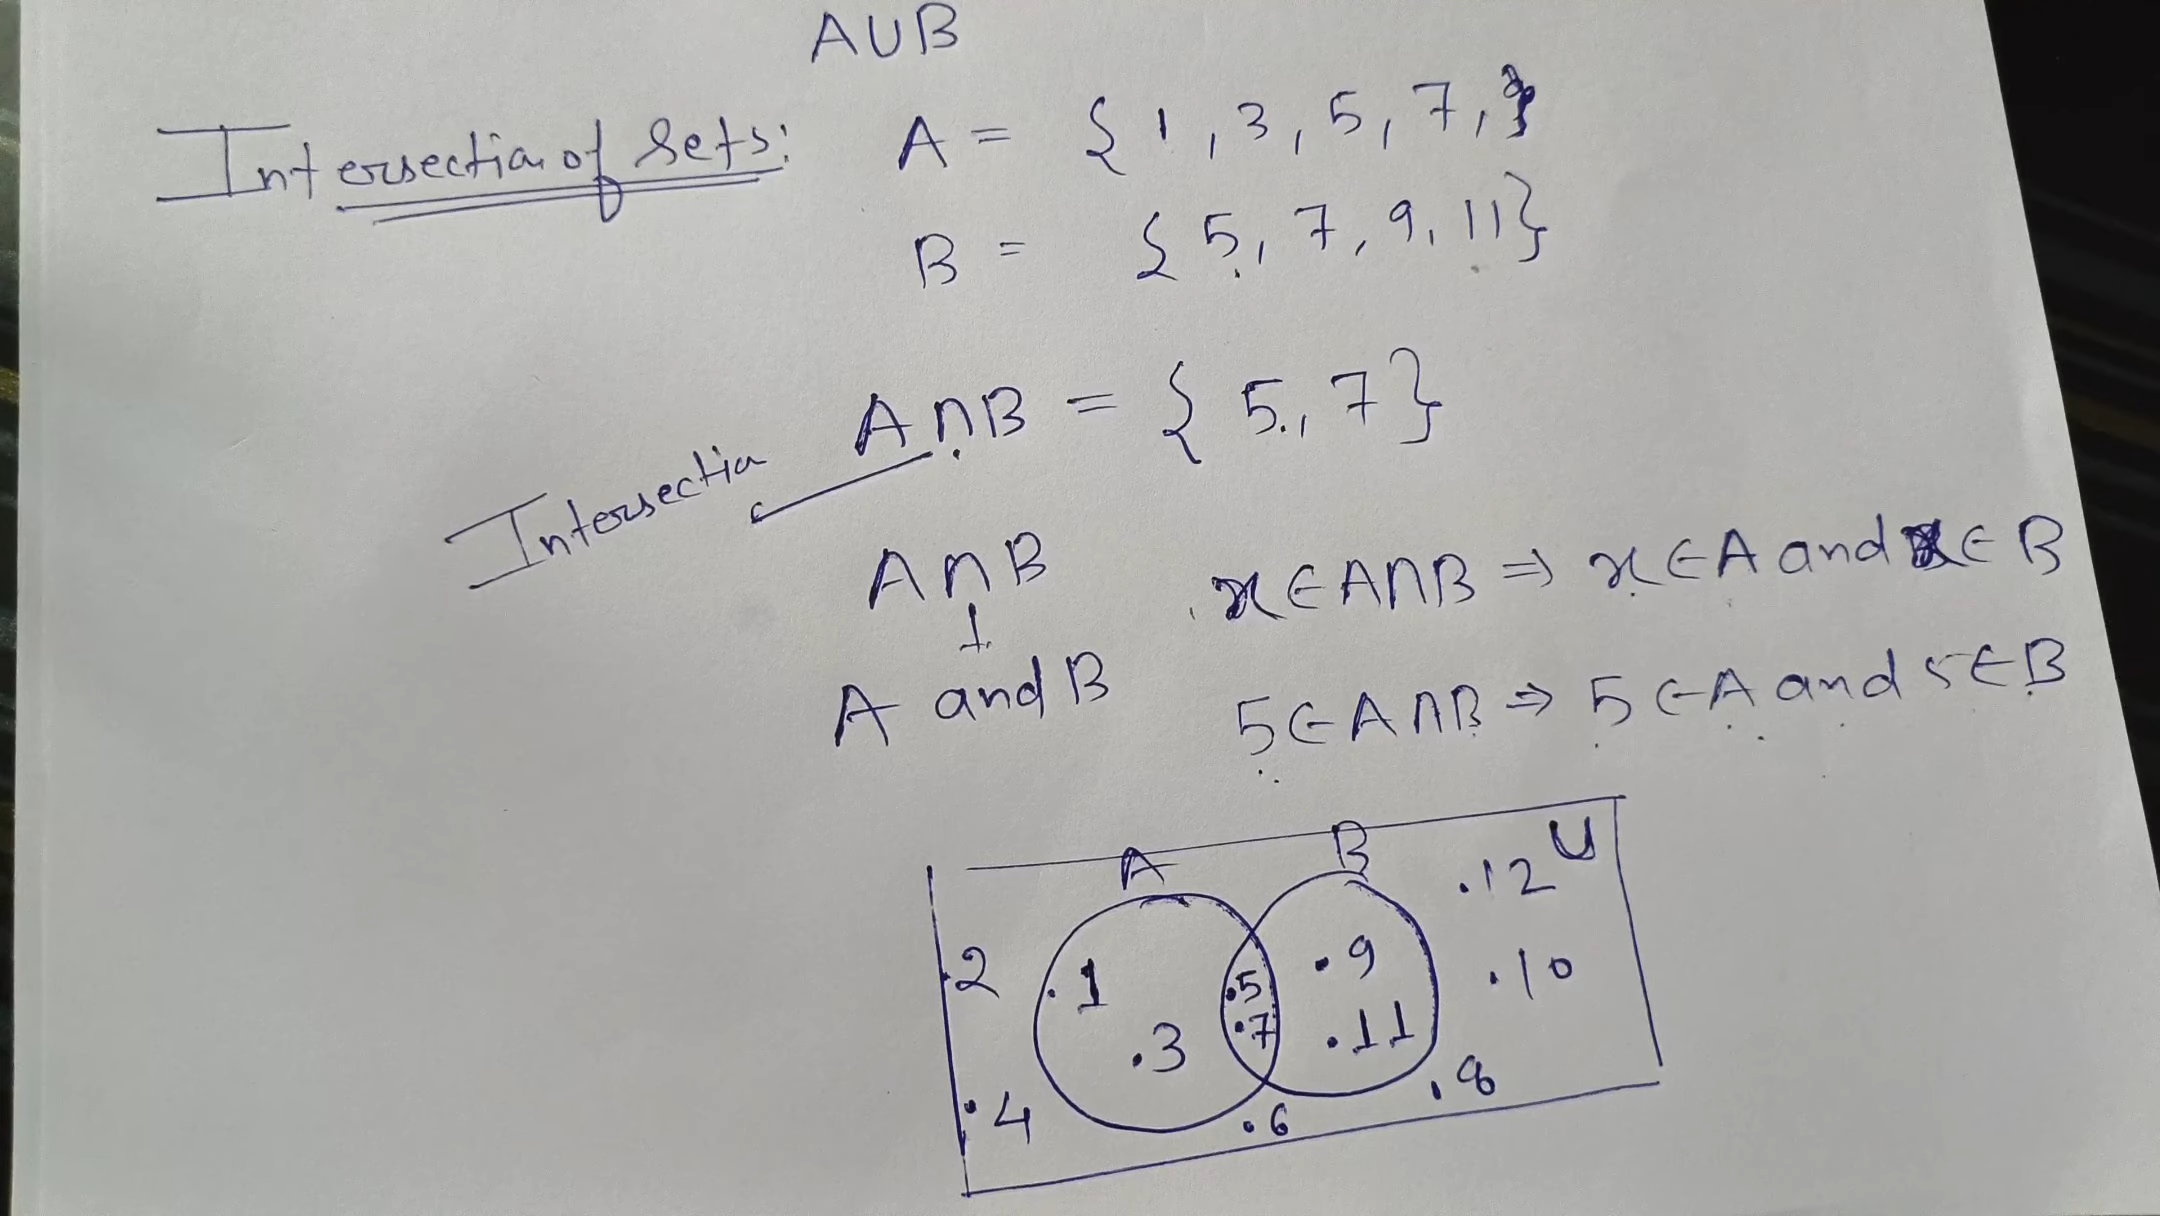 AUB
Intersection of Sets:
A = { 1, 3, 5, 7, }
B = { 5, 7, 9, 11}
A∩B = { 5, 7}
Intersection
A∩B
x∈A∩B ⇒ x∈A and x∈B
A and B
5∈A∩B ⇒ 5∈A and 5∈B
A B U
.12
.2 .1 .5 .9 .10
.3 .7 .11
.4 .6 .8